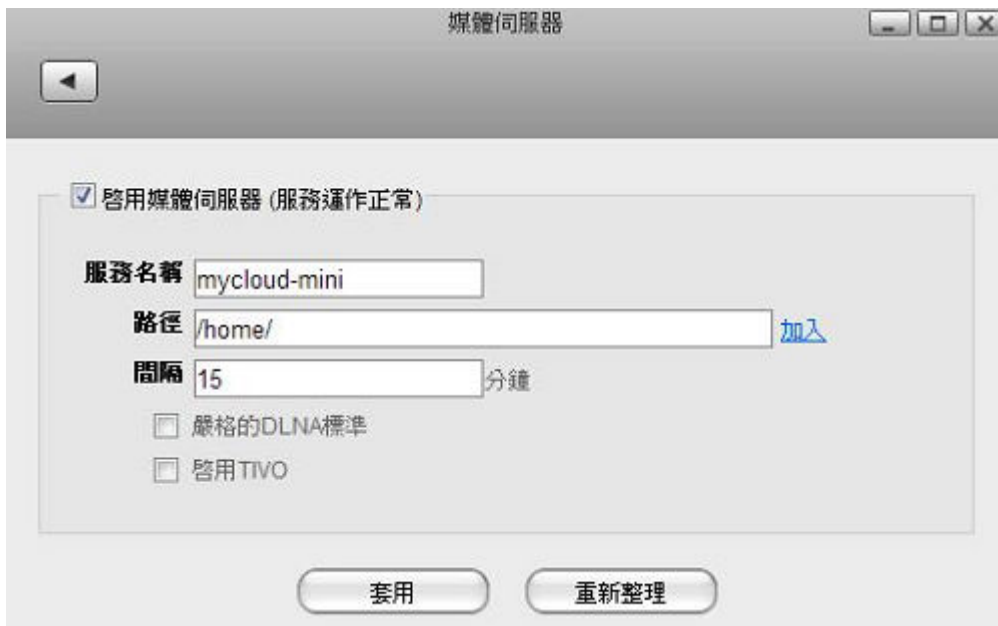 媒體伺服器
啓用媒體伺服器 (服務運作正常)
服務名稱 mycloud-mini
路徑 /home/ 加入
間隔 15 分鐘
嚴格的DLNA標準
啓用TIVO
套用 重新整理